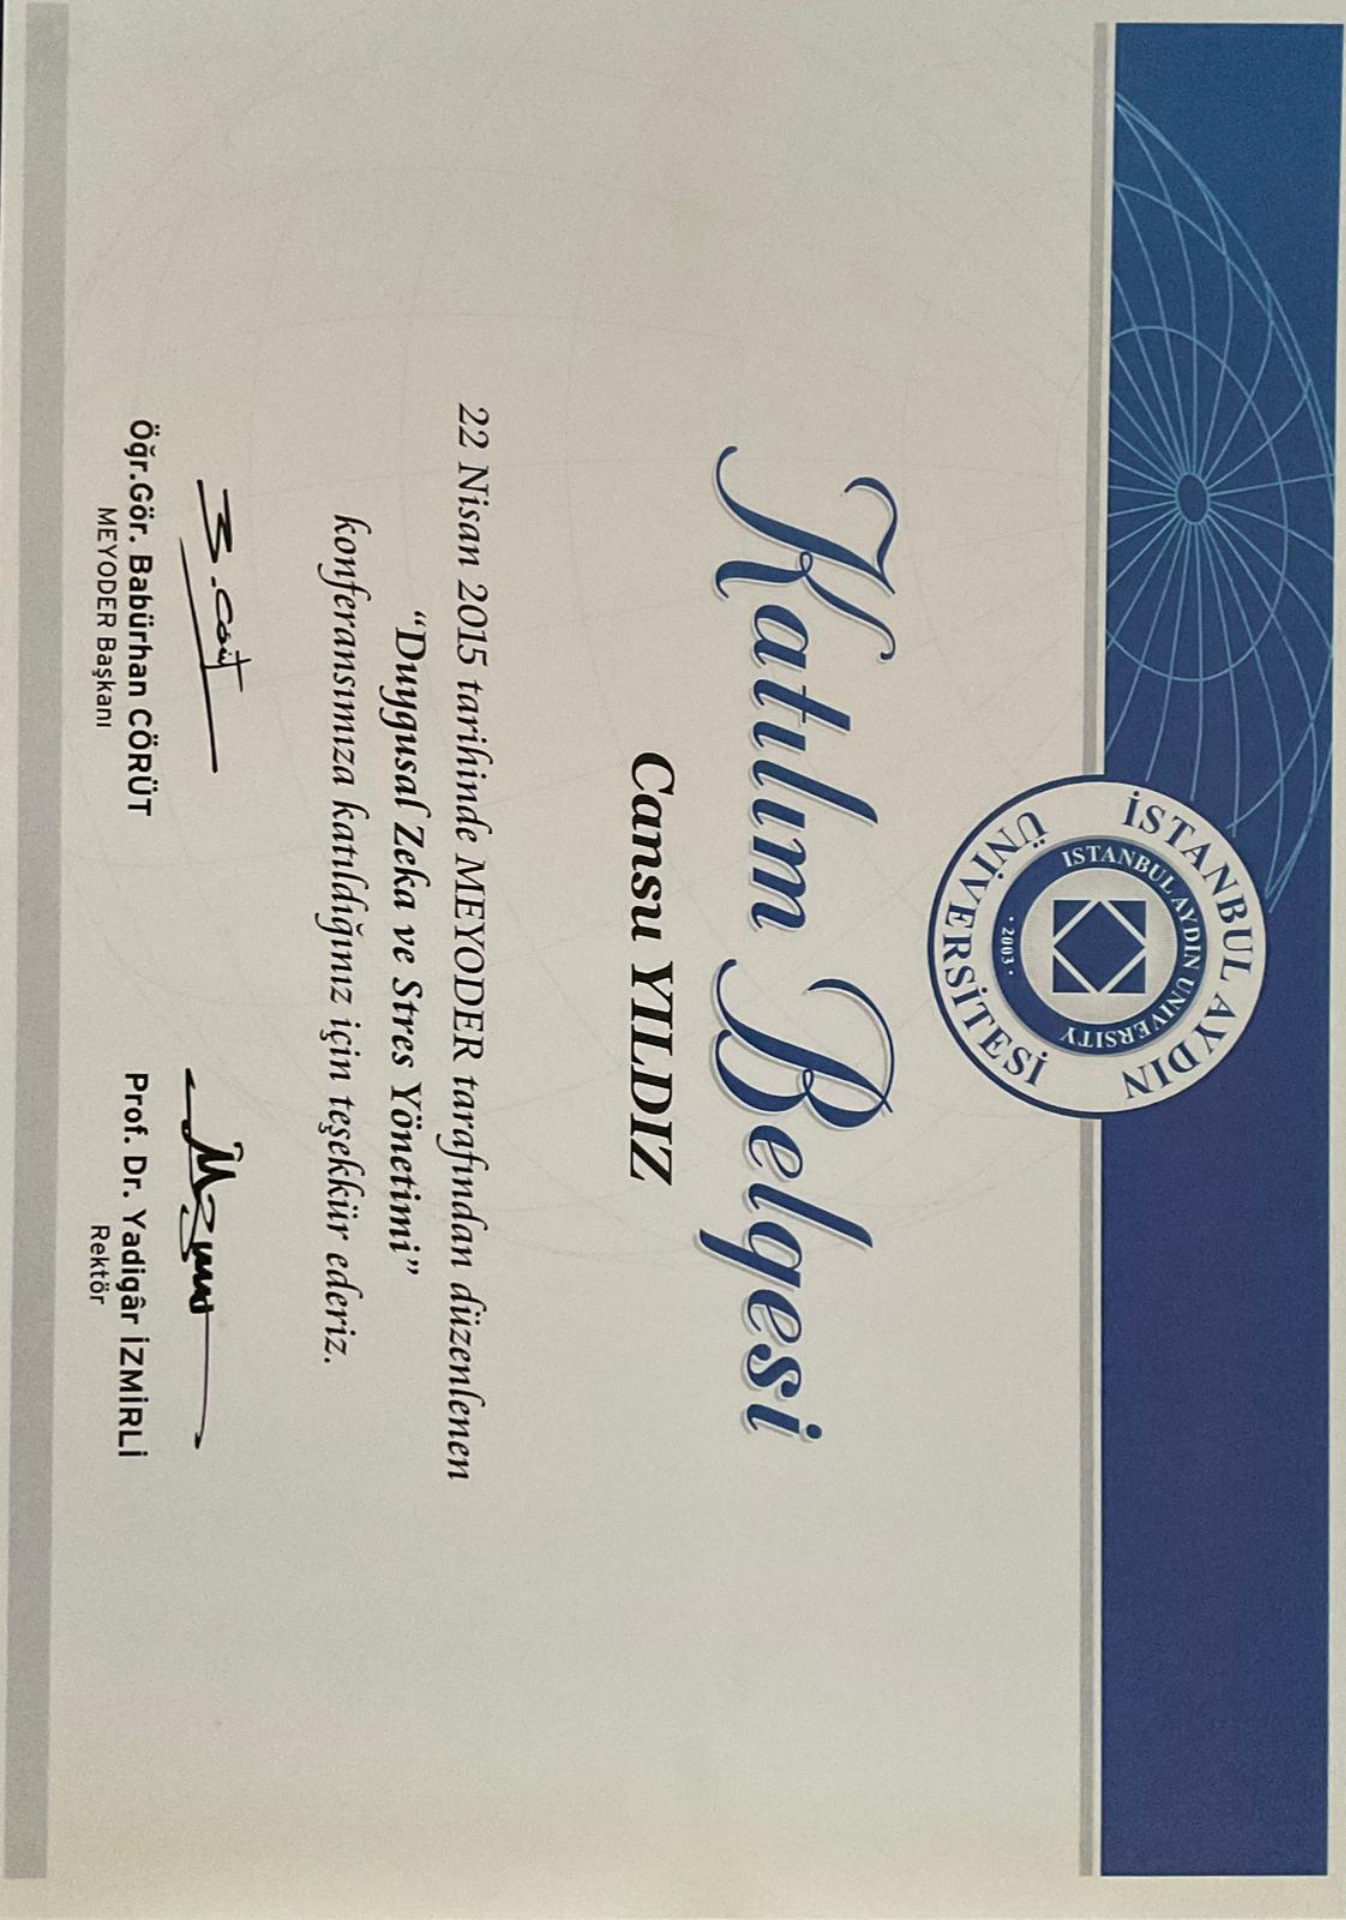 İSTANBUL AYDIN ÜNİVERSİTESİ
ISTANBUL AYDIN UNIVERSITY
· 2003 ·
Katılım Belgesi
Cansu YILDIZ
22 Nisan 2015 tarihinde MEYODER tarafından düzenlenen
“Duygusal Zeka ve Stres Yönetimi”
konferansımıza katıldığınız için teşekkür ederiz.
Öğr.Gör. Babürhan CÖRÜT
MEYODER Başkanı
Prof. Dr. Yadigâr İZMİRLİ
Rektör